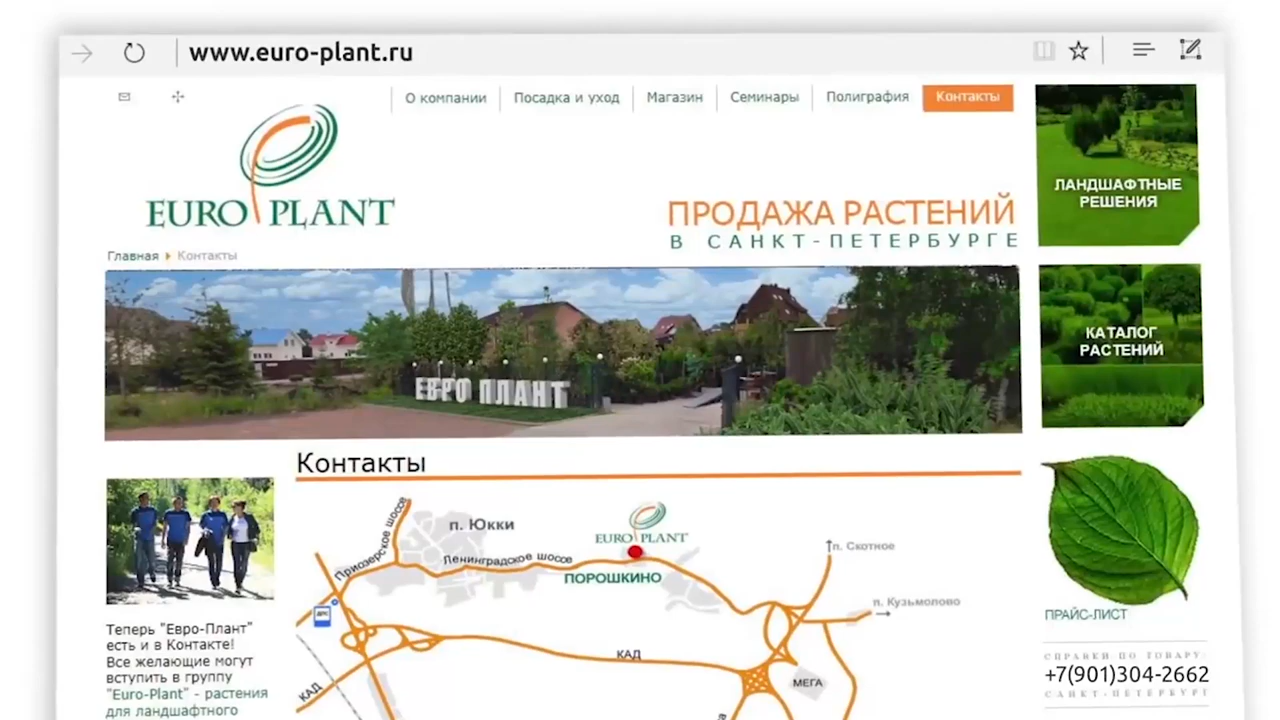 www.euro-plant.ru
О компании
Посадка и уход
Магазин
Семинары
Полиграфия
Контакты
EURO PLANT
ПРОДАЖА РАСТЕНИЙ
В САНКТ-ПЕТЕРБУРГЕ
ЛАНДШАФТНЫЕ
РЕШЕНИЯ
Главная Контакты
ЕВРО ПЛАНТ
КАТАЛОГ
РАСТЕНИЙ
Контакты
Приозерское шоссе
п. Юкки
Ленинградское шоссе
EURO PLANT
ПОРОШКИНО
п. Скотное
п. Кузьмолово
ДПС
КАД
КАД
МЕГА
Теперь "Евро-Плант"
есть и в Контакте!
Все желающие могут
вступить в группу
"Euro-Plant" - растения
для ландшафтного
ПРАЙС-ЛИСТ
СПРАВКИ ПО ТОВАРУ:
+7(901)304-2662
САНКТ-ПЕТЕРБУРГ